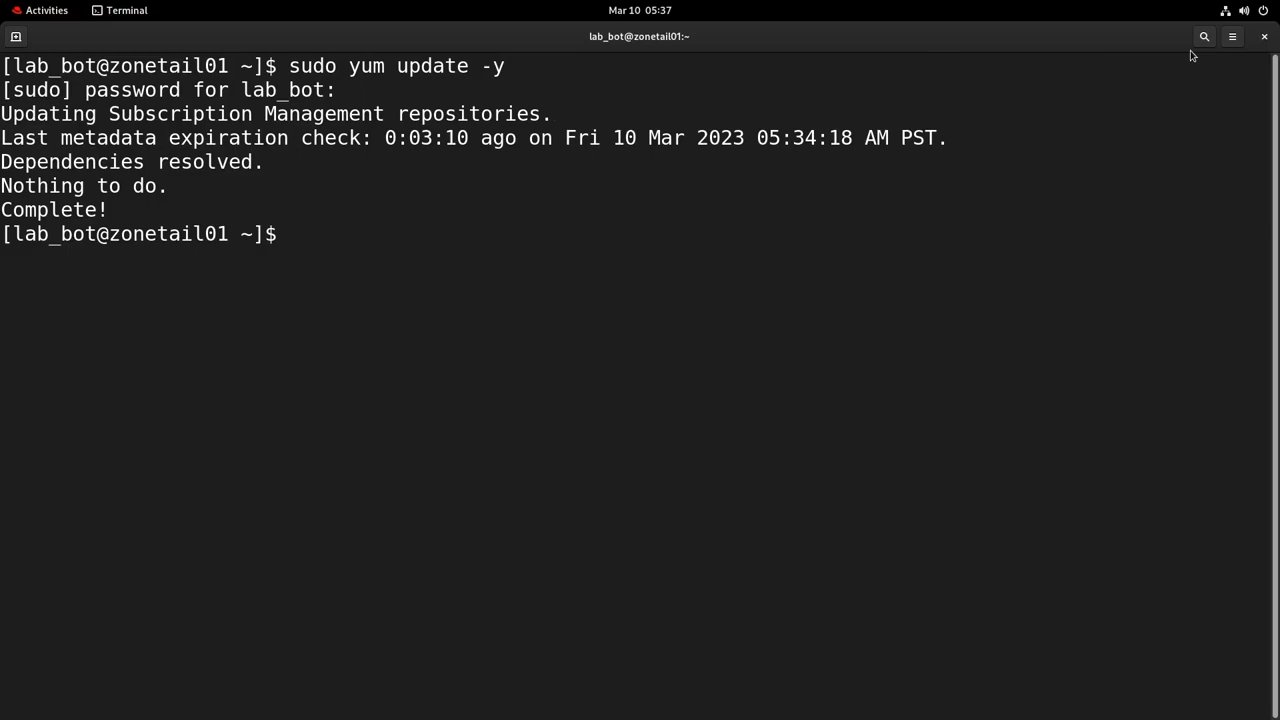 Activities
Terminal
Mar 10 05:37
lab_bot@zonetail01:~
[lab_bot@zonetail01 ~]$ sudo yum update -y
[sudo] password for lab_bot:
Updating Subscription Management repositories.
Last metadata expiration check: 0:03:10 ago on Fri 10 Mar 2023 05:34:18 AM PST.
Dependencies resolved.
Nothing to do.
Complete!
[lab_bot@zonetail01 ~]$